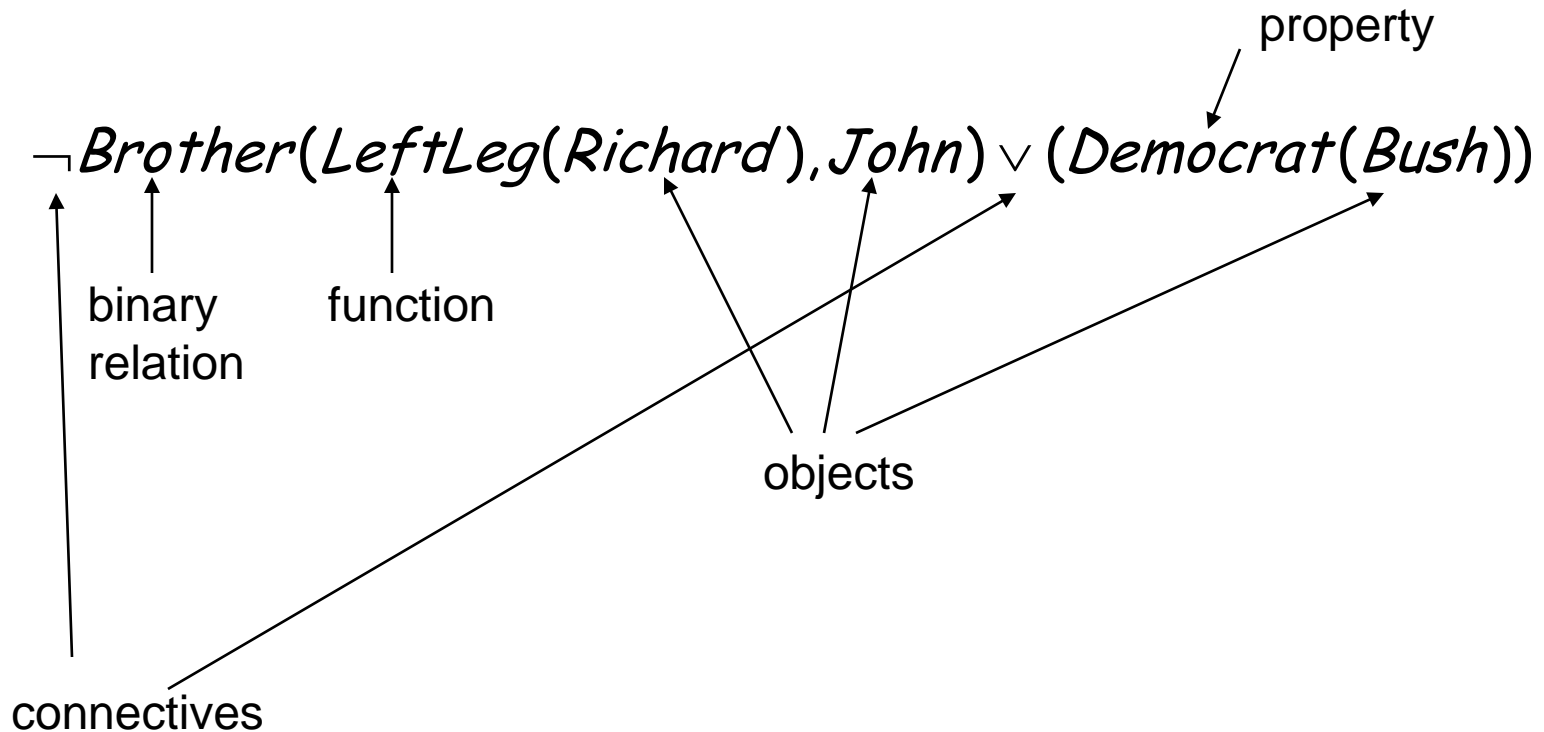 property
¬Brother(LeftLeg(Richard),John) ∨ (Democrat(Bush))
binary
relation
function
objects
connectives